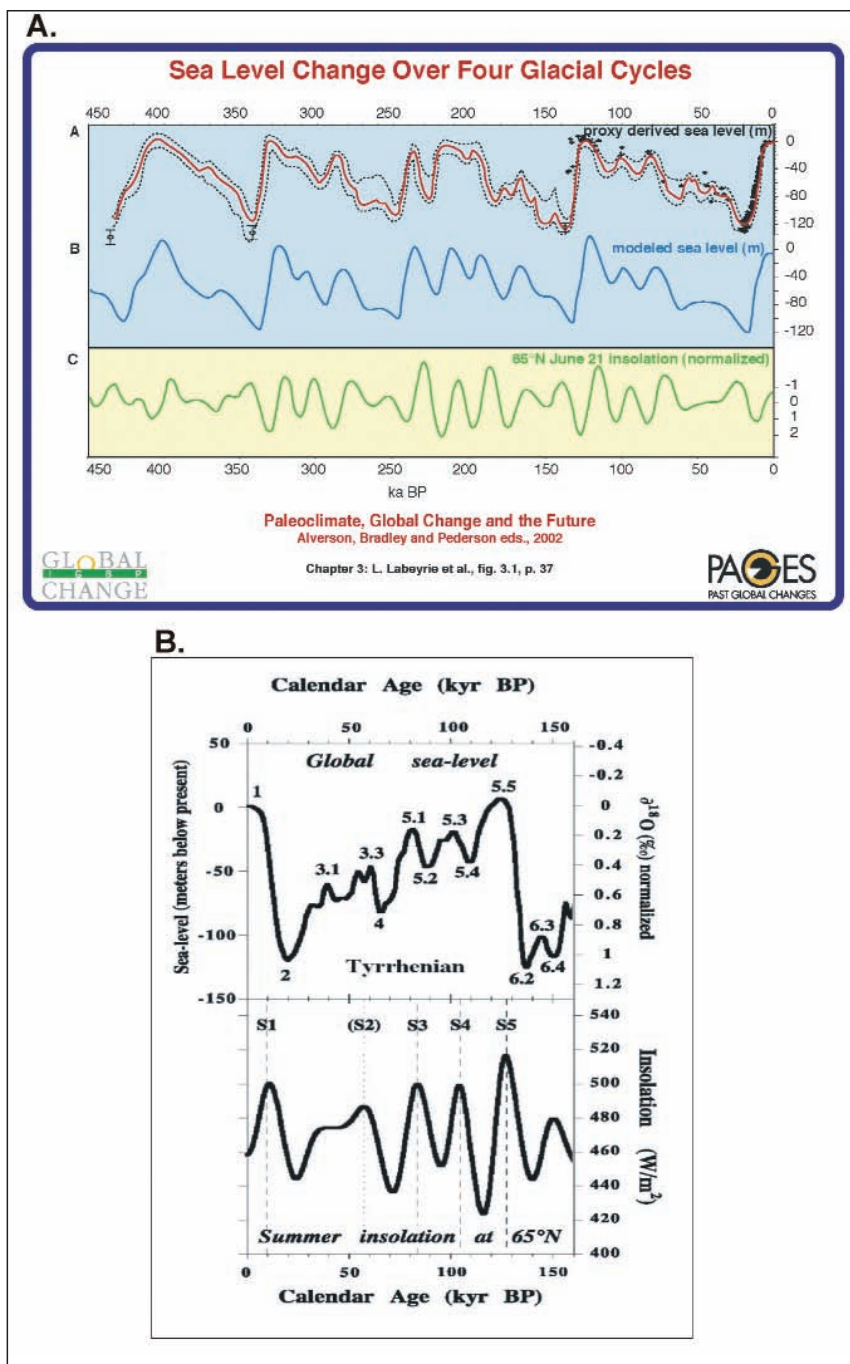 A.
Sea Level Change Over Four Glacial Cycles
450 400 350 300 250 200 150 100 50 0
A
proxy derived sea level (m)
0
-40
-80
-120
B
modeled sea level (m)
0
-40
-80
-120
C
65°N June 21 insolation (normalized)
-1
0
1
2
450 400 350 300 250 200 150 100 50 0
ka BP
Paleoclimate, Global Change and the Future
Alverson, Bradley and Pederson eds., 2002
Chapter 3: L. Labeyrie et al., fig. 3.1, p. 37
GLOBAL
I G B P
CHANGE
PAGES
PAST GLOBAL CHANGES
B.
Calendar Age (kyr BP)
0 50 100 150
Global sea-level
Sea-level (meters below present)
50
0
-50
-100
-150
∂18O (‰) normalized
-0.4
-0.2
0
0.2
0.4
0.6
0.8
1
1.2
1
2
3.1
3.3
4
5.1
5.2
5.3
5.4
5.5
6.2
6.3
6.4
Tyrrhenian
S1 (S2) S3 S4 S5
Insolation (W/m2)
540
520
500
480
460
440
420
400
Summer insolation at 65°N
0 50 100 150
Calendar Age (kyr BP)